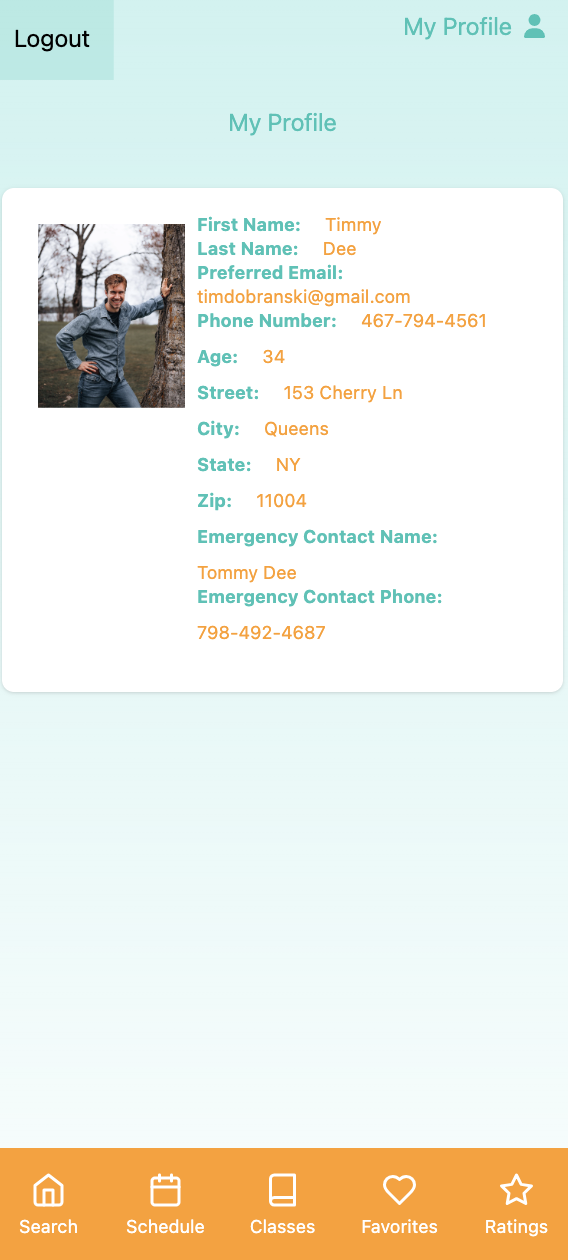 Logout
My Profile
My Profile
First Name: Timmy
Last Name: Dee
Preferred Email:
timdobranski@gmail.com
Phone Number: 467-794-4561
Age: 34
Street: 153 Cherry Ln
City: Queens
State: NY
Zip: 11004
Emergency Contact Name:
Tommy Dee
Emergency Contact Phone:
798-492-4687
Search Schedule Classes Favorites Ratings